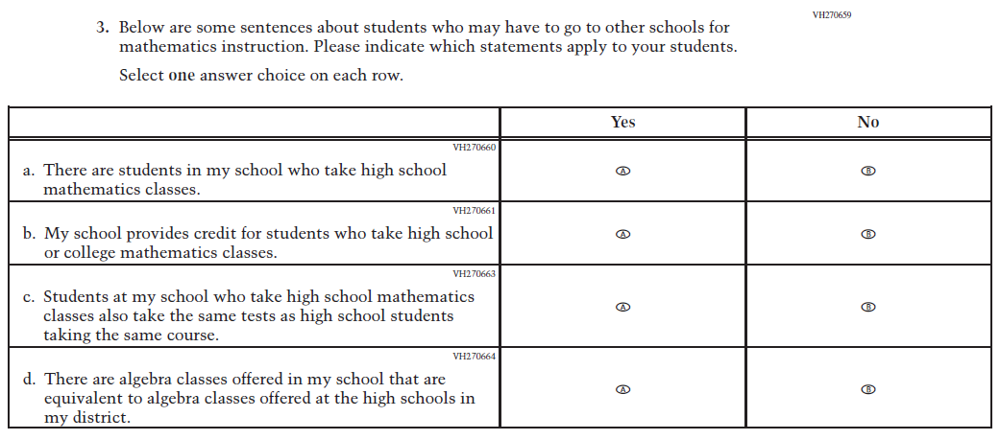 VH270659
3. Below are some sentences about students who may have to go to other schools for
mathematics instruction. Please indicate which statements apply to your students.
Select one answer choice on each row.
Yes No
VH270660
a. There are students in my school who take high school
mathematics classes.
A B
VH270661
b. My school provides credit for students who take high school
or college mathematics classes.
A B
VH270663
c. Students at my school who take high school mathematics
classes also take the same tests as high school students
taking the same course.
A B
VH270664
d. There are algebra classes offered in my school that are
equivalent to algebra classes offered at the high schools in
my district.
A B